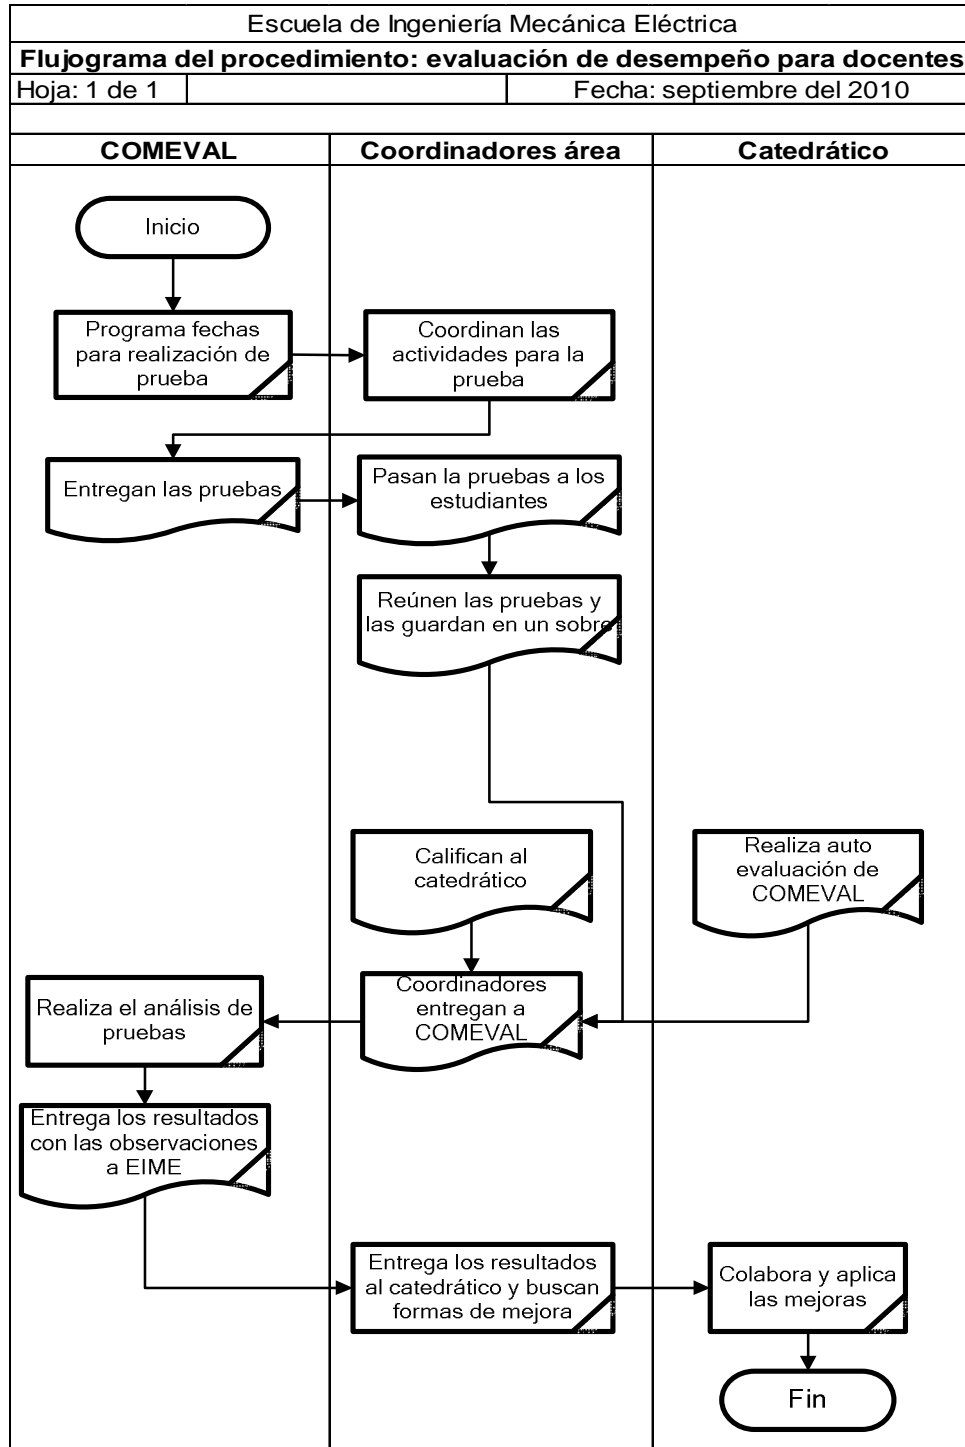 Escuela de Ingeniería Mecánica Eléctrica
Flujograma del procedimiento: evaluación de desempeño para docentes
Hoja: 1 de 1
Fecha: septiembre del 2010
COMEVAL
Coordinadores área
Catedrático
Inicio
Programa fechas
para realización de
prueba
Coordinan las
actividades para la
prueba
Entregan las pruebas
Pasan la pruebas a los
estudiantes
Reúnen las pruebas y
las guardan en un sobre
Califican al
catedrático
Realiza auto
evaluación de
COMEVAL
Coordinadores
entregan a
COMEVAL
Realiza el análisis de
pruebas
Entrega los resultados
con las observaciones
a EIME
Entrega los resultados
al catedrático y buscan
formas de mejora
Colabora y aplica
las mejoras
Fin